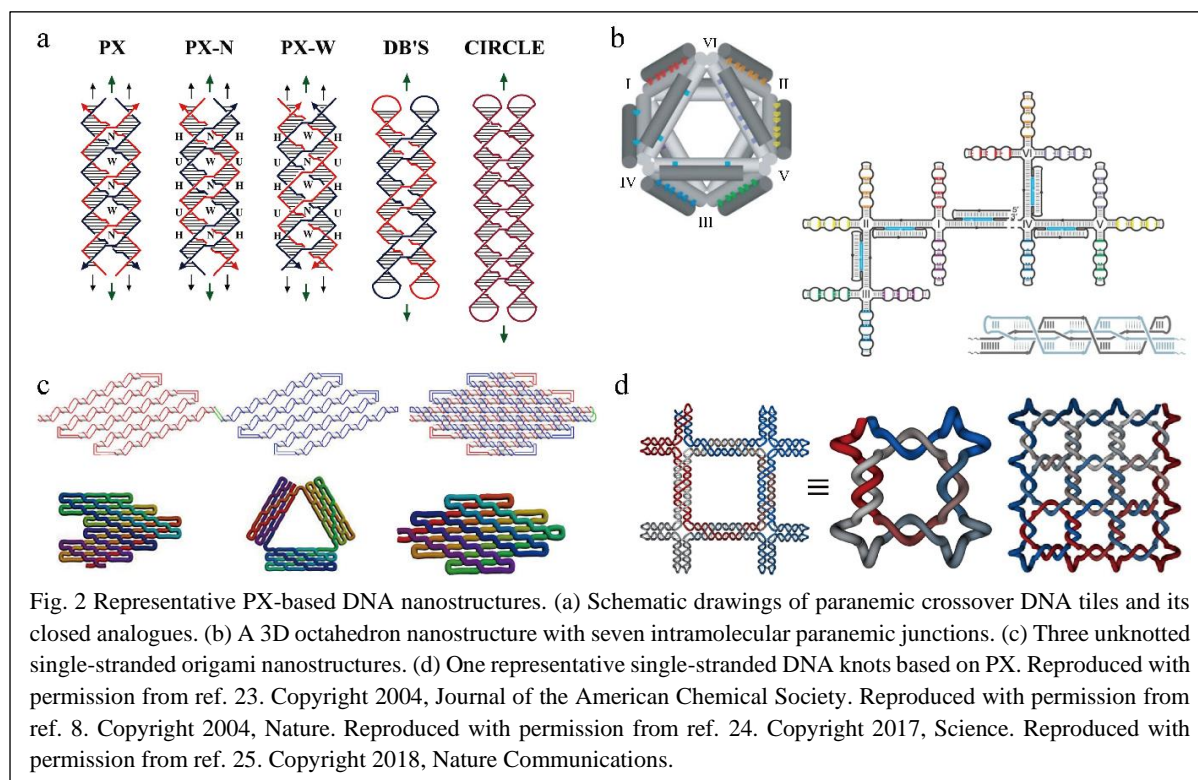 a
PX PX-N PX-W DB'S CIRCLE
N N W
H H H H
W W N
U U U U
N N W
H H H H
W W N
U U U U
N N W
H H H H
b
VI
I II
IV V
III
VI
II I IV V
III
c
d
≡
Fig. 2 Representative PX-based DNA nanostructures. (a) Schematic drawings of paranemic crossover DNA tiles and its
closed analogues. (b) A 3D octahedron nanostructure with seven intramolecular paranemic junctions. (c) Three unknotted
single-stranded origami nanostructures. (d) One representative single-stranded DNA knots based on PX. Reproduced with
permission from ref. 23. Copyright 2004, Journal of the American Chemical Society. Reproduced with permission from
ref. 8. Copyright 2004, Nature. Reproduced with permission from ref. 24. Copyright 2017, Science. Reproduced with
permission from ref. 25. Copyright 2018, Nature Communications.